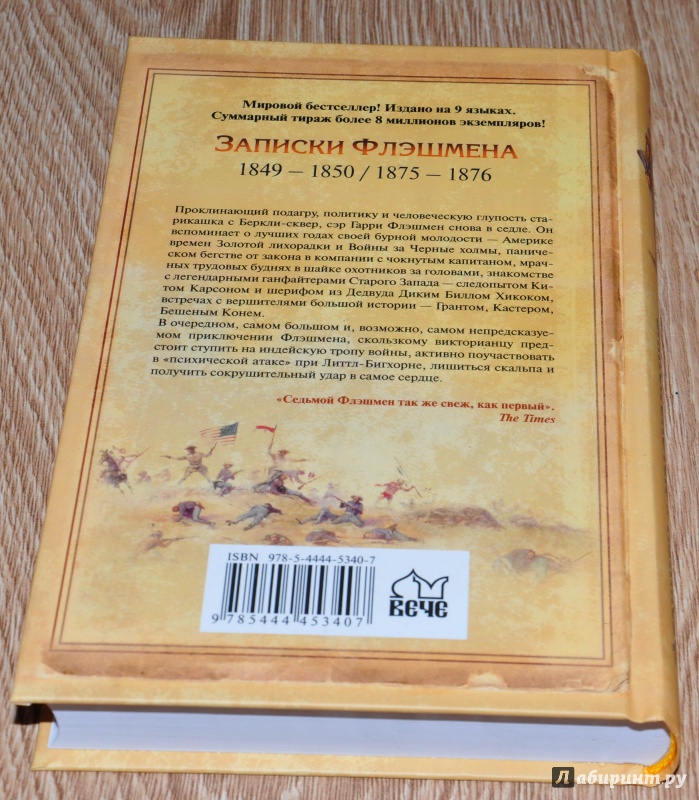 Мировой бестселлер! Издано на 9 языках.
Суммарный тираж более 8 миллионов экземпляров!
ЗАПИСКИ ФЛЭШМЕНА
1849 – 1850 / 1875 – 1876
Проклинающий подагру, политику и человеческую глупость ста-
рикашка с Беркли-сквер, сэр Гарри Флэшмен снова в седле. Он
вспоминает о лучших годах своей бурной молодости — Америке
времен Золотой лихорадки и Войны за Черные холмы, паниче-
ском бегстве от закона в компании с чокнутым капитаном, мрач-
ных трудовых буднях в шайке охотников за головами, знакомстве
с легендарными ганфайтерами Старого Запада — следопытом Ки-
том Карсоном и шерифом из Дедвуда Диким Биллом Хикоком,
встречах с вершителями большой истории — Грантом, Кастером,
Бешеным Конем.
В очередном, самом большом и, возможно, самом непредсказуе-
мом приключении Флэшмена, скользкому викторианцу пред-
стоит ступить на индейскую тропу войны, активно поучаствовать
в «психической атаке» при Литтл-Бигхорне, лишиться скальпа и
получить сокрушительный удар в самое сердце.
«Седьмой Флэшмен так же свеж, как первый».
The Times
ISBN 978-5-4444-5340-7
9 785444 453407
ВЕЧЕ
Лабиринт.ру